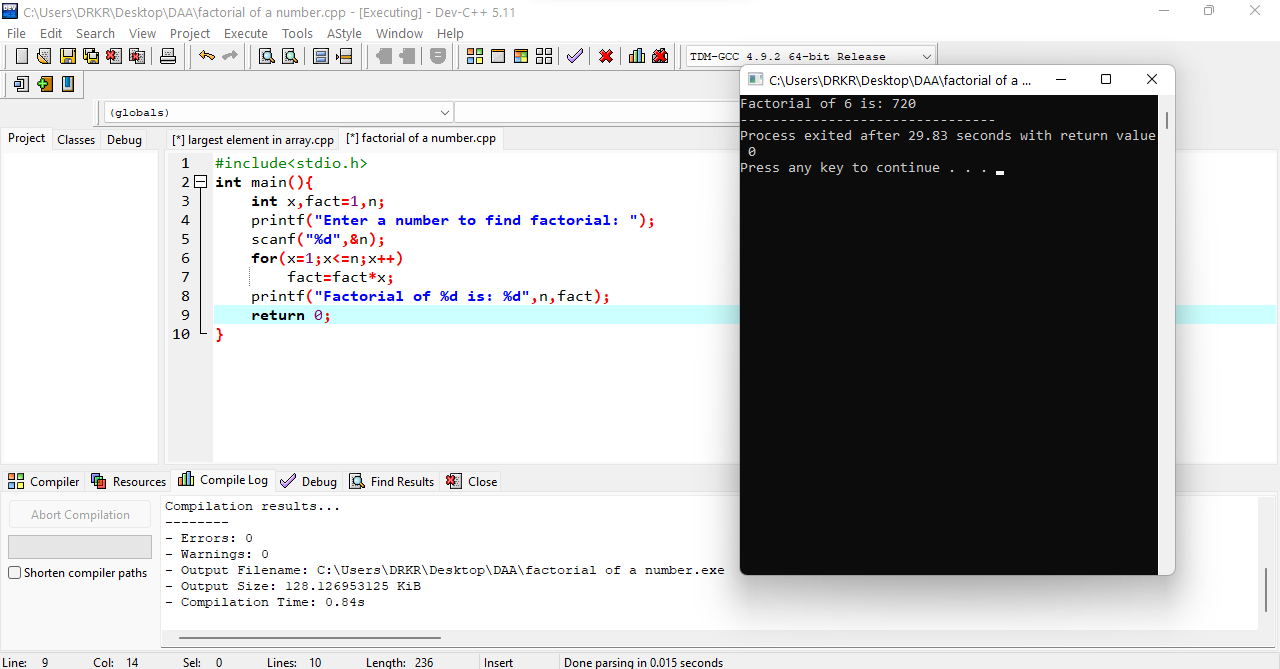 C:\Users\DRKR\Desktop\DAA\factorial of a number.cpp - [Executing] - Dev-C++ 5.11
File Edit Search View Project Execute Tools AStyle Window Help
TDM-GCC 4.9.2 64-bit Release
(globals)
Project Classes Debug
[*] largest element in array.cpp [*] factorial of a number.cpp
1 #include<stdio.h>
2 int main(){
3 int x,fact=1,n;
4 printf("Enter a number to find factorial: ");
5 scanf("%d",&n);
6 for(x=1;x<=n;x++)
7 fact=fact*x;
8 printf("Factorial of %d is: %d",n,fact);
9 return 0;
10 }
C:\Users\DRKR\Desktop\DAA\factorial of a ...
Factorial of 6 is: 720
--------------------------------
Process exited after 29.83 seconds with return value
0
Press any key to continue . . .
Compiler Resources Compile Log Debug Find Results Close
Abort Compilation
Shorten compiler paths
Compilation results...
--------
- Errors: 0
- Warnings: 0
- Output Filename: C:\Users\DRKR\Desktop\DAA\factorial of a number.exe
- Output Size: 128.126953125 KiB
- Compilation Time: 0.84s
Line: 9 Col: 14 Sel: 0 Lines: 10 Length: 236 Insert Done parsing in 0.015 seconds